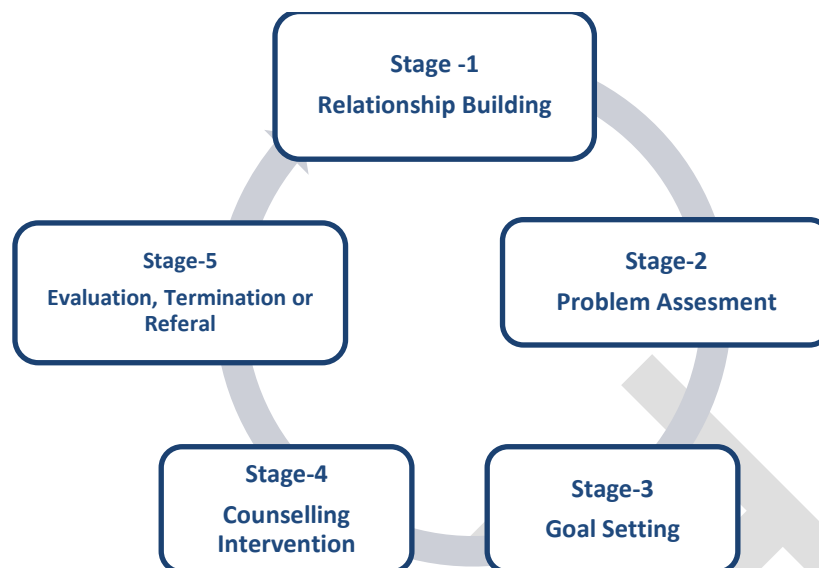 Stage -1
Relationship Building
Stage-2
Problem Assesment
Stage-3
Goal Setting
Stage-4
Counselling
Intervention
Stage-5
Evaluation, Termination or
Referal